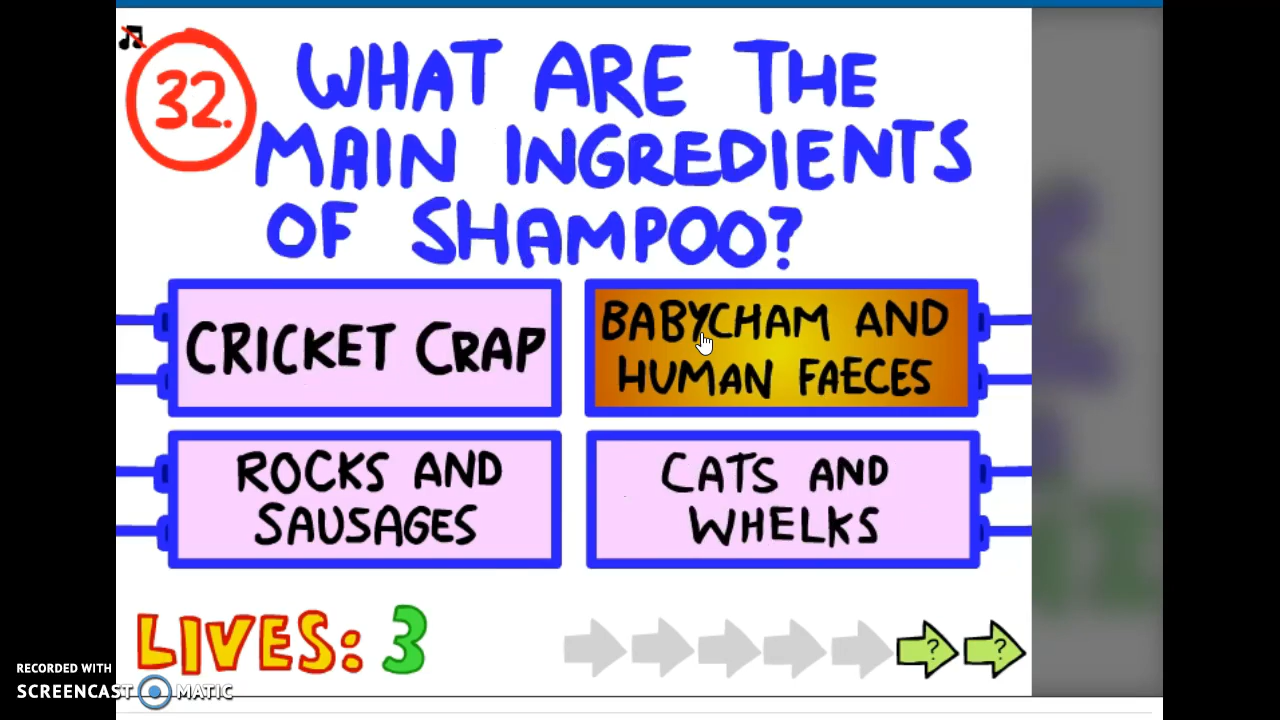 32.
WHAT ARE THE
MAIN INGREDIENTS
OF SHAMPOO?
CRICKET CRAP
BABYCHAM AND
HUMAN FAECES
ROCKS AND
SAUSAGES
CATS AND
WHELKS
LIVES: 3
? ?
RECORDED WITH
SCREENCAST MATIC